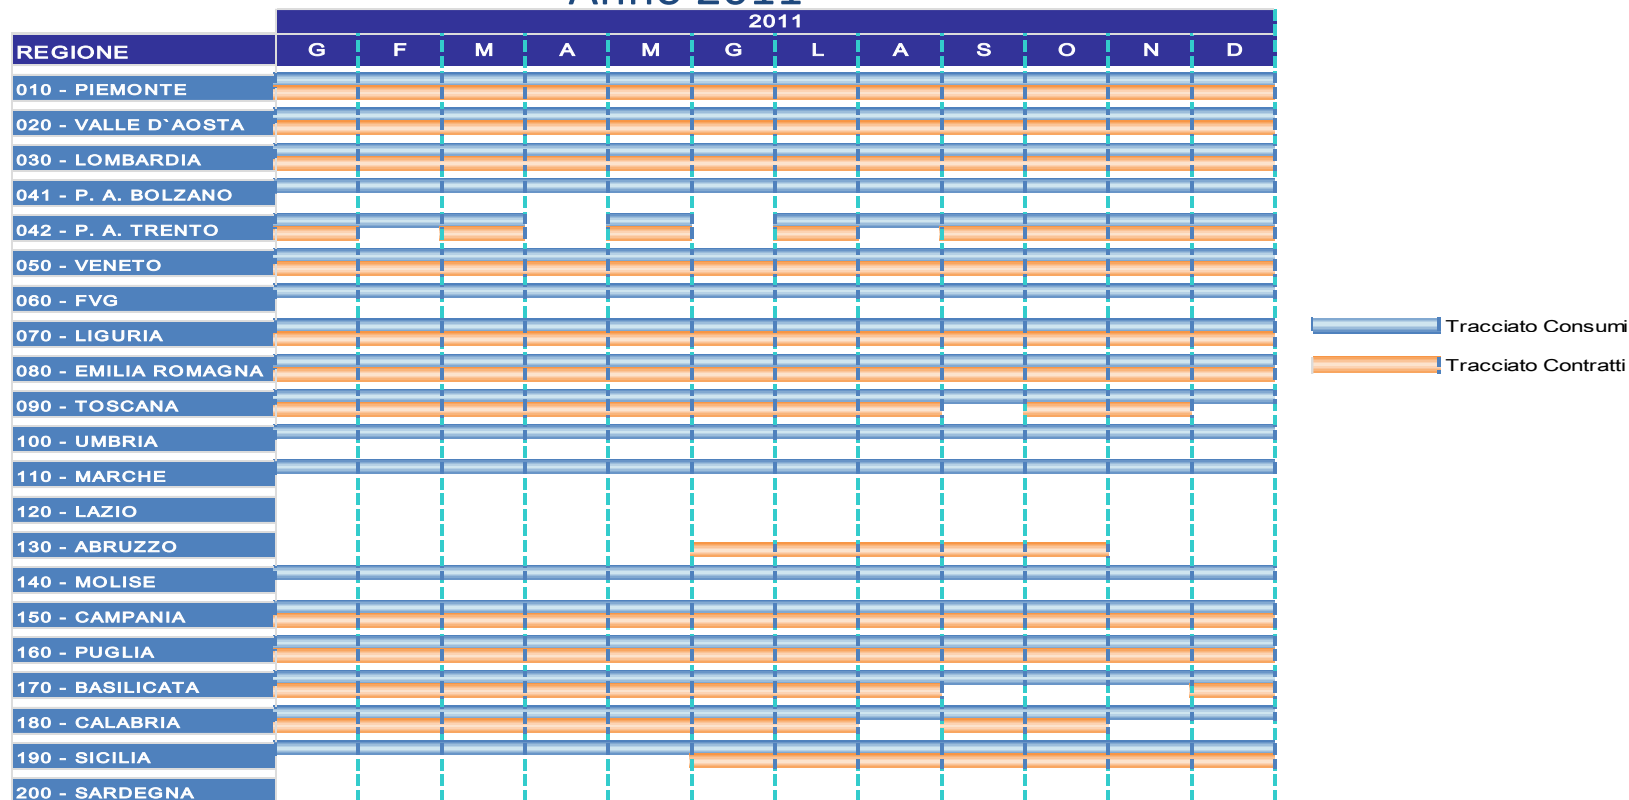 Anno 2011
2011
REGIONE G F M A M G L A S O N D
010 - PIEMONTE
020 - VALLE D`AOSTA
030 - LOMBARDIA
041 - P. A. BOLZANO
042 - P. A. TRENTO
050 - VENETO
060 - FVG
070 - LIGURIA
080 - EMILIA ROMAGNA
090 - TOSCANA
100 - UMBRIA
110 - MARCHE
120 - LAZIO
130 - ABRUZZO
140 - MOLISE
150 - CAMPANIA
160 - PUGLIA
170 - BASILICATA
180 - CALABRIA
190 - SICILIA
200 - SARDEGNA
Tracciato Consumi
Tracciato Contratti